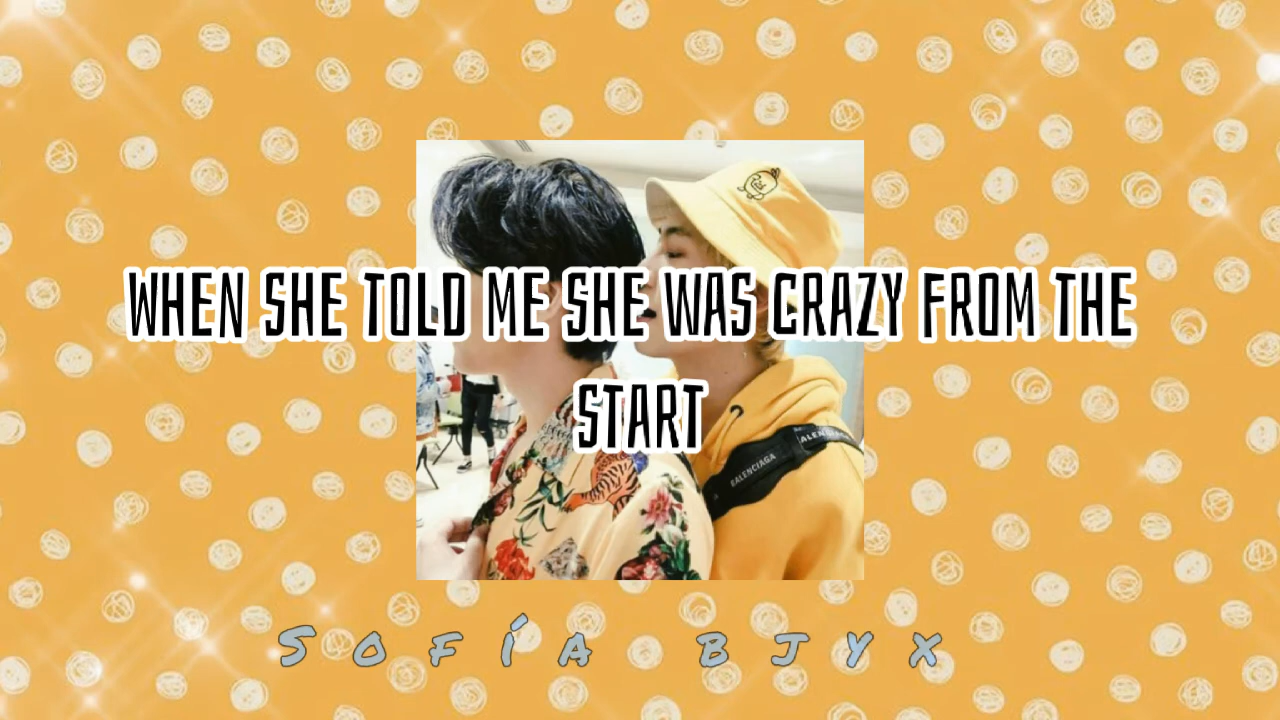 WHEN SHE TOLD ME SHE WAS CRAZY FROM THE
START
BALENCIAGA
Sofía bjyx